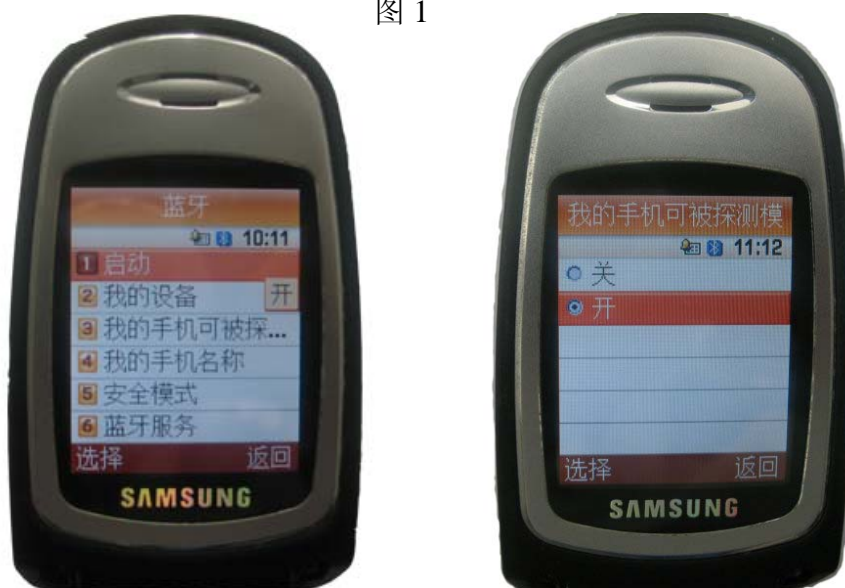 图 1
蓝牙
10:11
1 启动
2 我的设备
开
3 我的手机可被探...
4 我的手机名称
5 安全模式
6 蓝牙服务
选择 返回
SAMSUNG
我的手机可被探测模
11:12
关
开
选择 返回
SAMSUNG